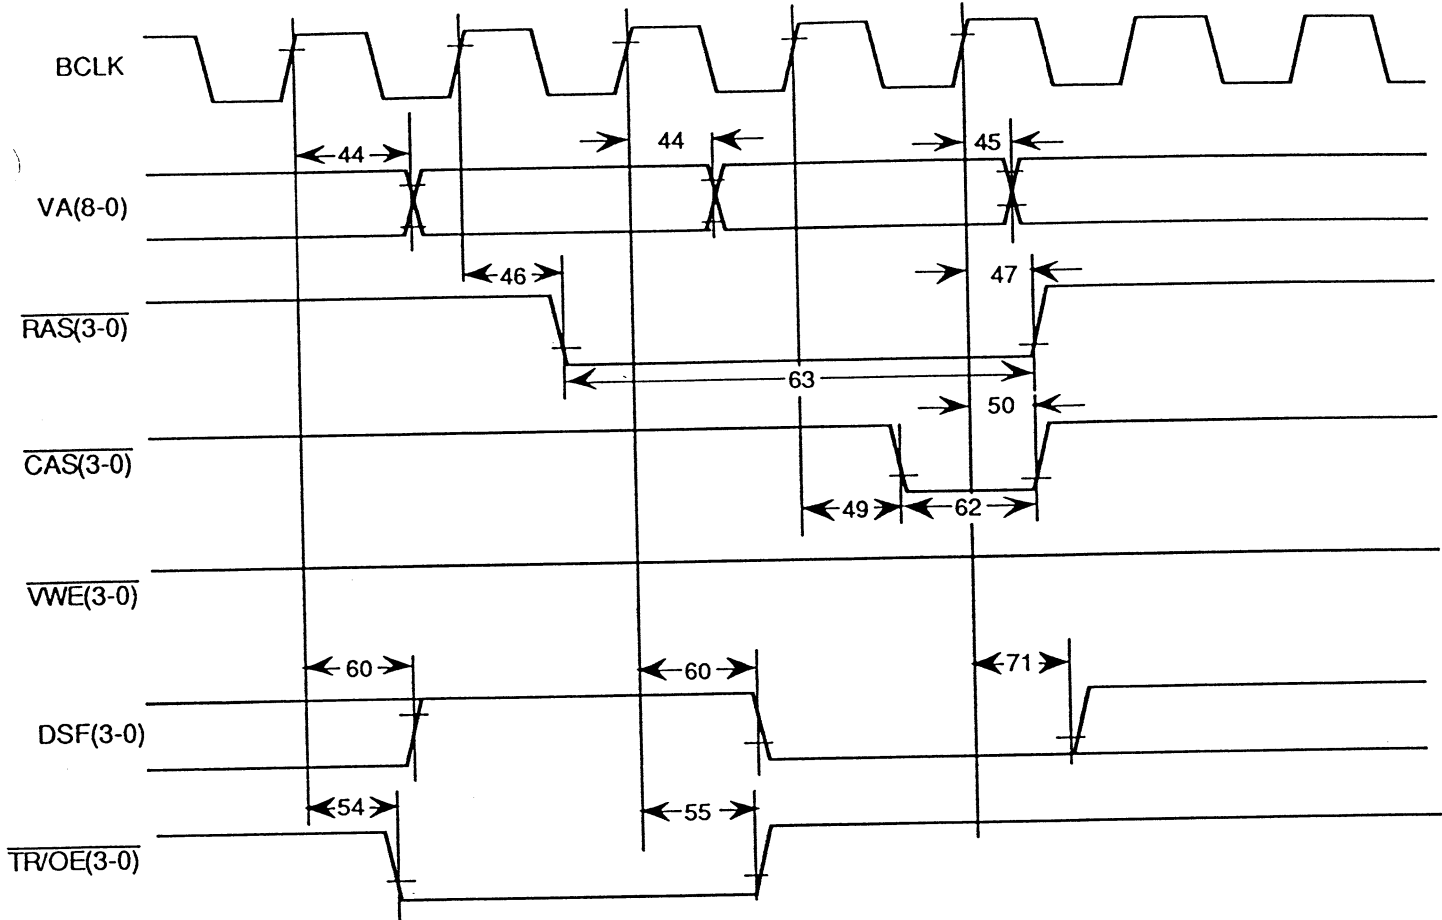 BCLK
44
44
45
VA(8-0)
46
47
RAS(3-0)
63
50
CAS(3-0)
49
62
VWE(3-0)
60
60
71
DSF(3-0)
54
55
TR/OE(3-0)